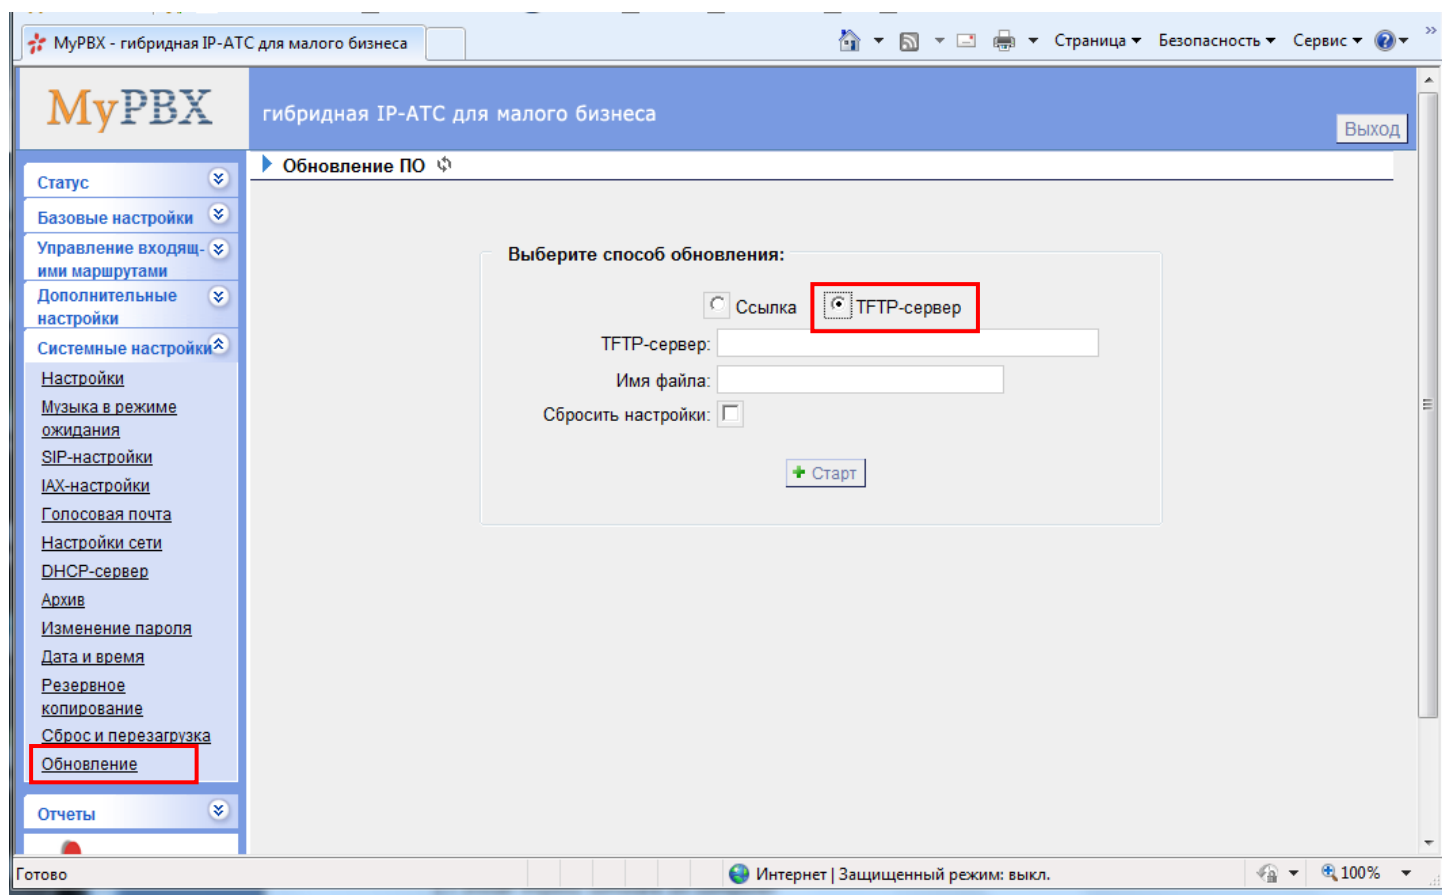 MyPBX - гибридная IP-АТС для малого бизнеса
Страница
Безопасность
Сервис
MyPBX
гибридная IP-АТС для малого бизнеса
Выход
Статус
Базовые настройки
Управление входящ-
ими маршрутами
Дополнительные
настройки
Системные настройки
Настройки
Музыка в режиме
ожидания
SIP-настройки
IAX-настройки
Голосовая почта
Настройки сети
DHCP-сервер
Архив
Изменение пароля
Дата и время
Резервное
копирование
Сброс и перезагрузка
Обновление
Отчеты
Обновление ПО
Выберите способ обновления:
Ссылка
TFTP-сервер
TFTP-сервер:
Имя файла:
Сбросить настройки:
Старт
Готово
Интернет | Защищенный режим: выкл.
100%